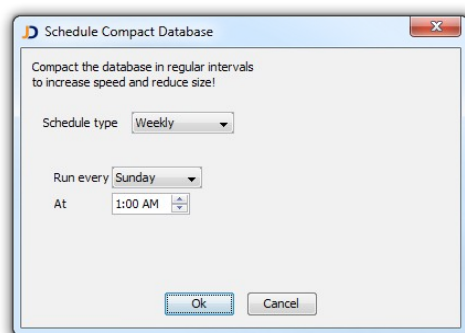 Schedule Compact Database
Compact the database in regular intervals
to increase speed and reduce size!
Schedule type Weekly
Run every Sunday
At 1:00 AM
Ok Cancel